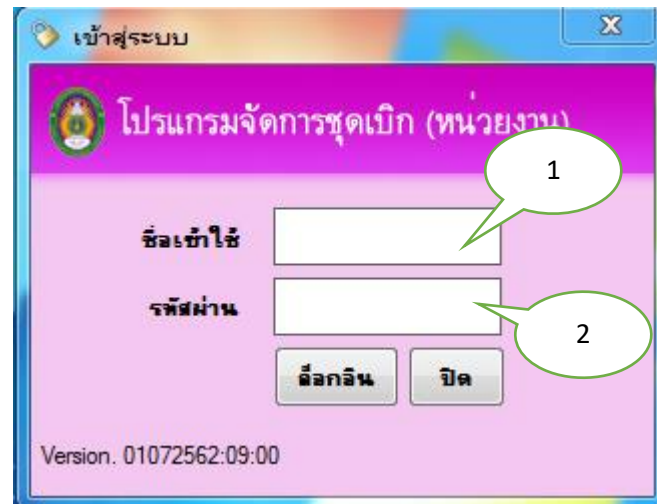 เข้าสู่ระบบ
โปรแกรมจัดการชุดเบิก (หน่วยงาน)
1
ชื่อเข้าใช้
รหัสผ่าน
2
ล็อกอิน ปิด
Version. 01072562:09:00